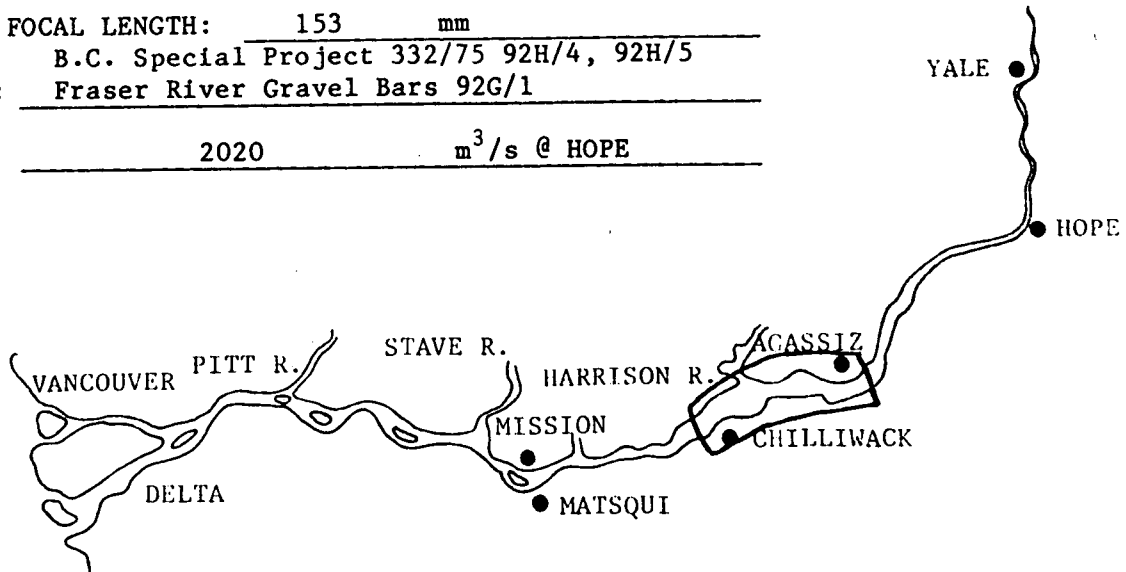 FOCAL LENGTH: 153 mm
B.C. Special Project 332/75 92H/4, 92H/5
: Fraser River Gravel Bars 92G/1
2020 m³/s @ HOPE
YALE
HOPE
AGASSIZ
STAVE R.
PITT R.
HARRISON R.
VANCOUVER
MISSION
CHILLIWACK
DELTA
MATSQUI